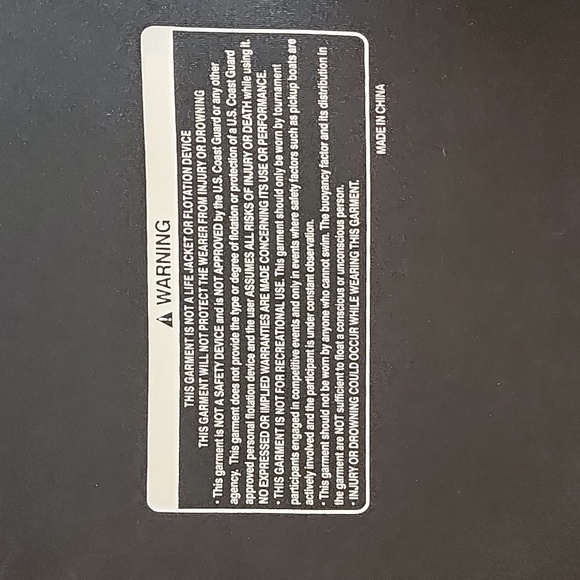 ⚠ WARNING
THIS GARMENT IS NOT A LIFE JACKET OR FLOTATION DEVICE
THIS GARMENT WILL NOT PROTECT THE WEARER FROM INJURY OR DROWNING
• This garment is NOT A SAFETY DEVICE and is NOT APPROVED by the U.S. Coast Guard or any other
agency. This garment does not provide the type or degree of flotation or protection of a U.S. Coast Guard
approved personal flotation device and the user ASSUMES ALL RISKS OF INJURY OR DEATH while using it.
NO EXPRESSED OR IMPLIED WARRANTIES ARE MADE CONCERNING ITS USE OR PERFORMANCE.
• THIS GARMENT IS NOT FOR RECREATIONAL USE. This garment should only be worn by tournament
participants engaged in competitive events and only in events where safety factors such as pickup boats are
actively involved and the participant is under constant observation.
• This garment should not be worn by anyone who cannot swim. The buoyancy factor and its distribution in
the garment are NOT sufficient to float a conscious or unconscious person.
• INJURY OR DROWNING COULD OCCUR WHILE WEARING THIS GARMENT.
MADE IN CHINA